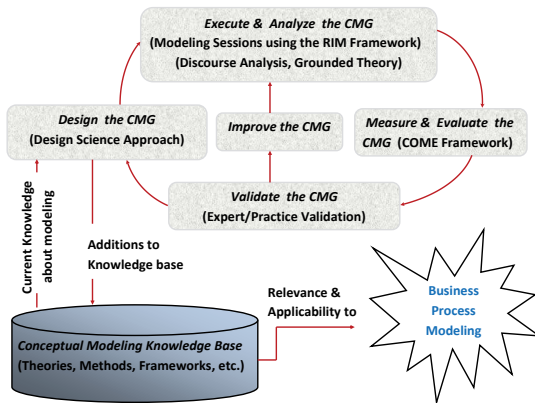 Execute & Analyze the CMG
(Modeling Sessions using the RIM Framework)
(Discourse Analysis, Grounded Theory)
Design the CMG
(Design Science Approach)
Improve the CMG
Measure & Evaluate the
CMG (COME Framework)
Validate the CMG
(Expert/Practice Validation)
Current Knowledge
about modeling
Additions to
Knowledge base
Relevance &
Applicability to
Business
Process
Modeling
Conceptual Modeling Knowledge Base
(Theories, Methods, Frameworks, etc.)